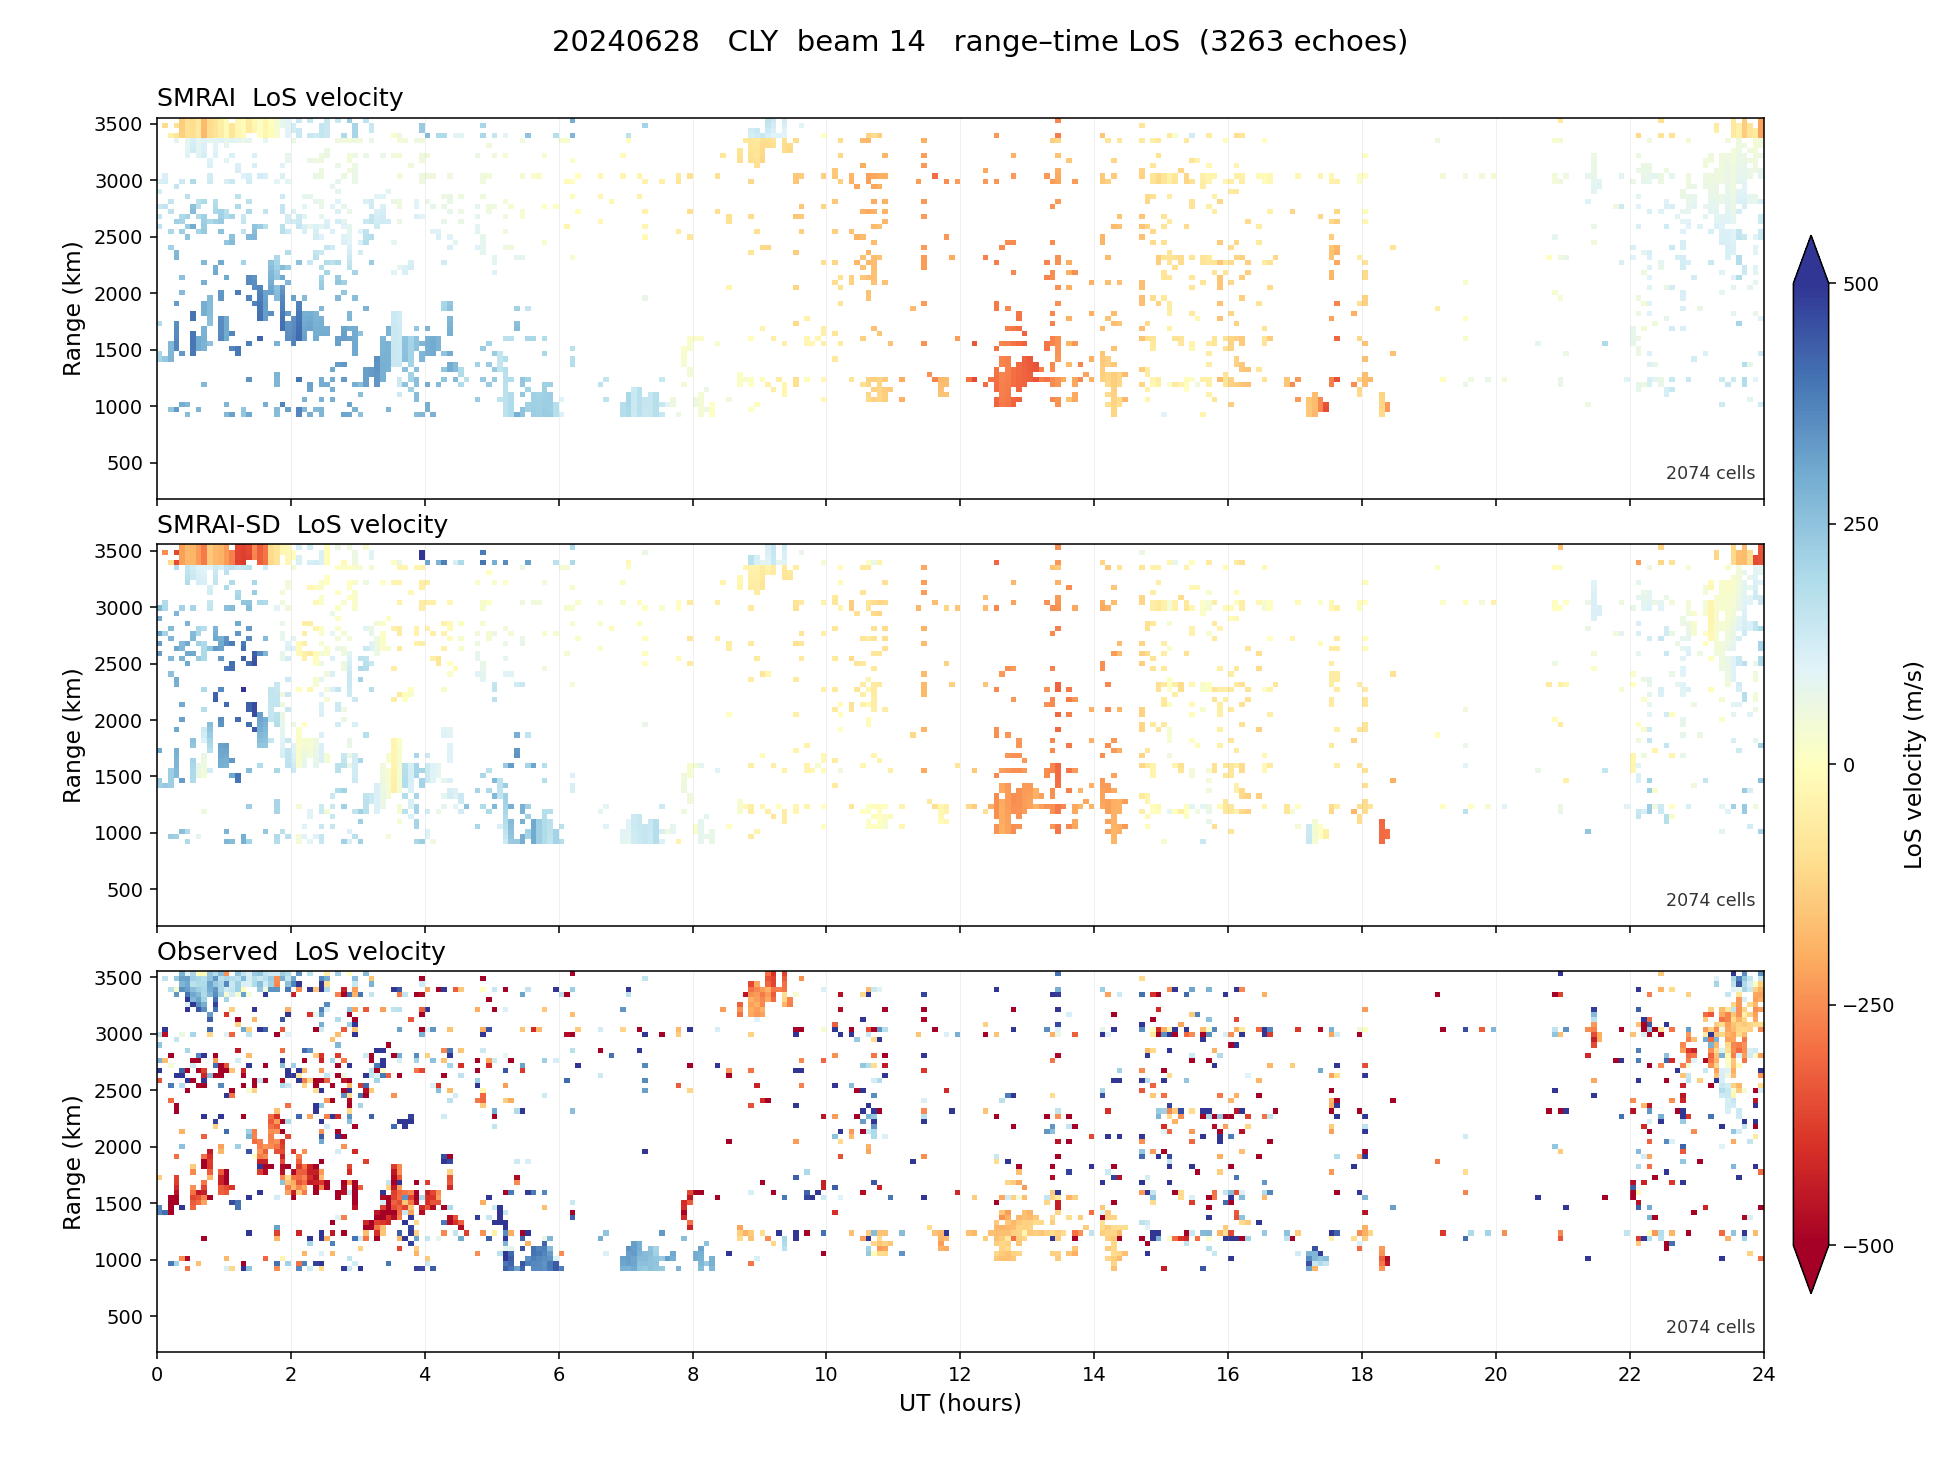 20240628   CLY  beam 14   range–time LoS  (3263 echoes)
SMRAI  LoS velocity
3500
3000
2500
2000
1500
1000
500
Range (km)
2074 cells
SMRAI-SD  LoS velocity
3500
3000
2500
2000
1500
1000
500
Range (km)
2074 cells
Observed  LoS velocity
3500
3000
2500
2000
1500
1000
500
Range (km)
2074 cells
0 2 4 6 8 10 12 14 16 18 20 22 24
UT (hours)
500
250
0
−250
−500
LoS velocity (m/s)